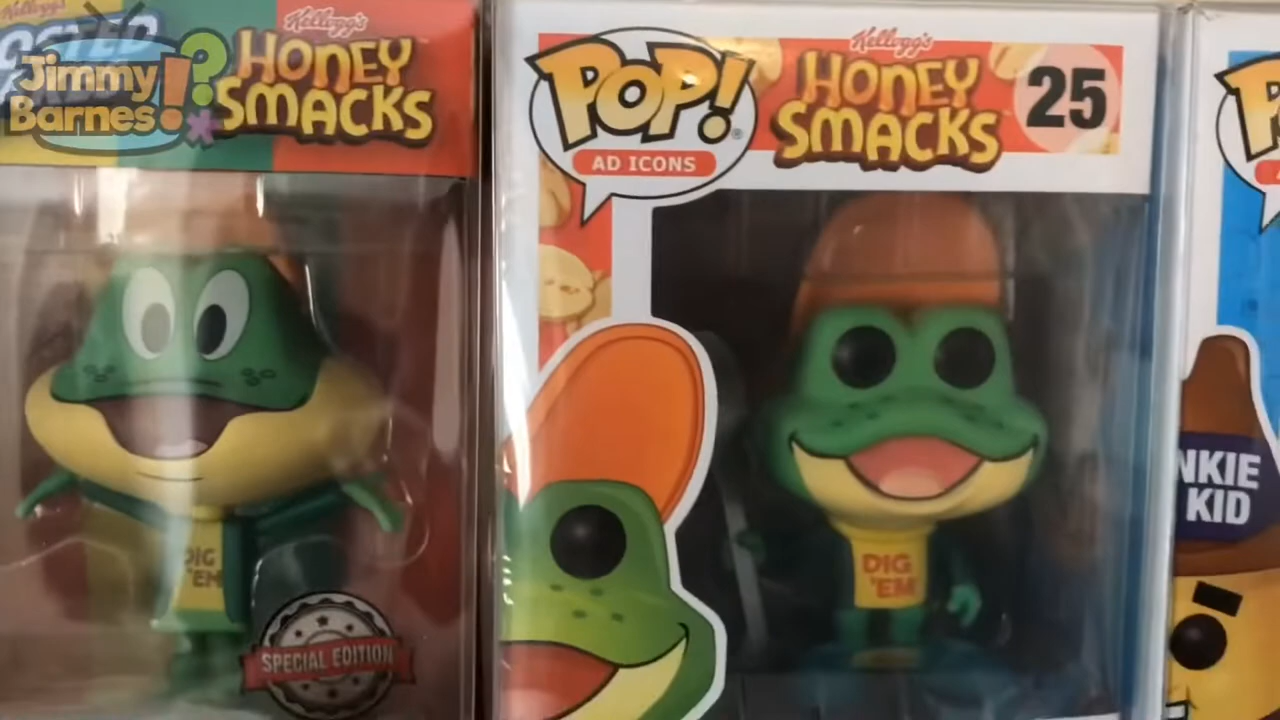 Kellogg's
Jimmy
Barnes!?*
Kellogg's
HONEY
SMACKS
DIG
'EM
SPECIAL EDITION
POP!
AD ICONS
Kellogg's
HONEY
SMACKS
25
DIG
'EM
NKIE
KID